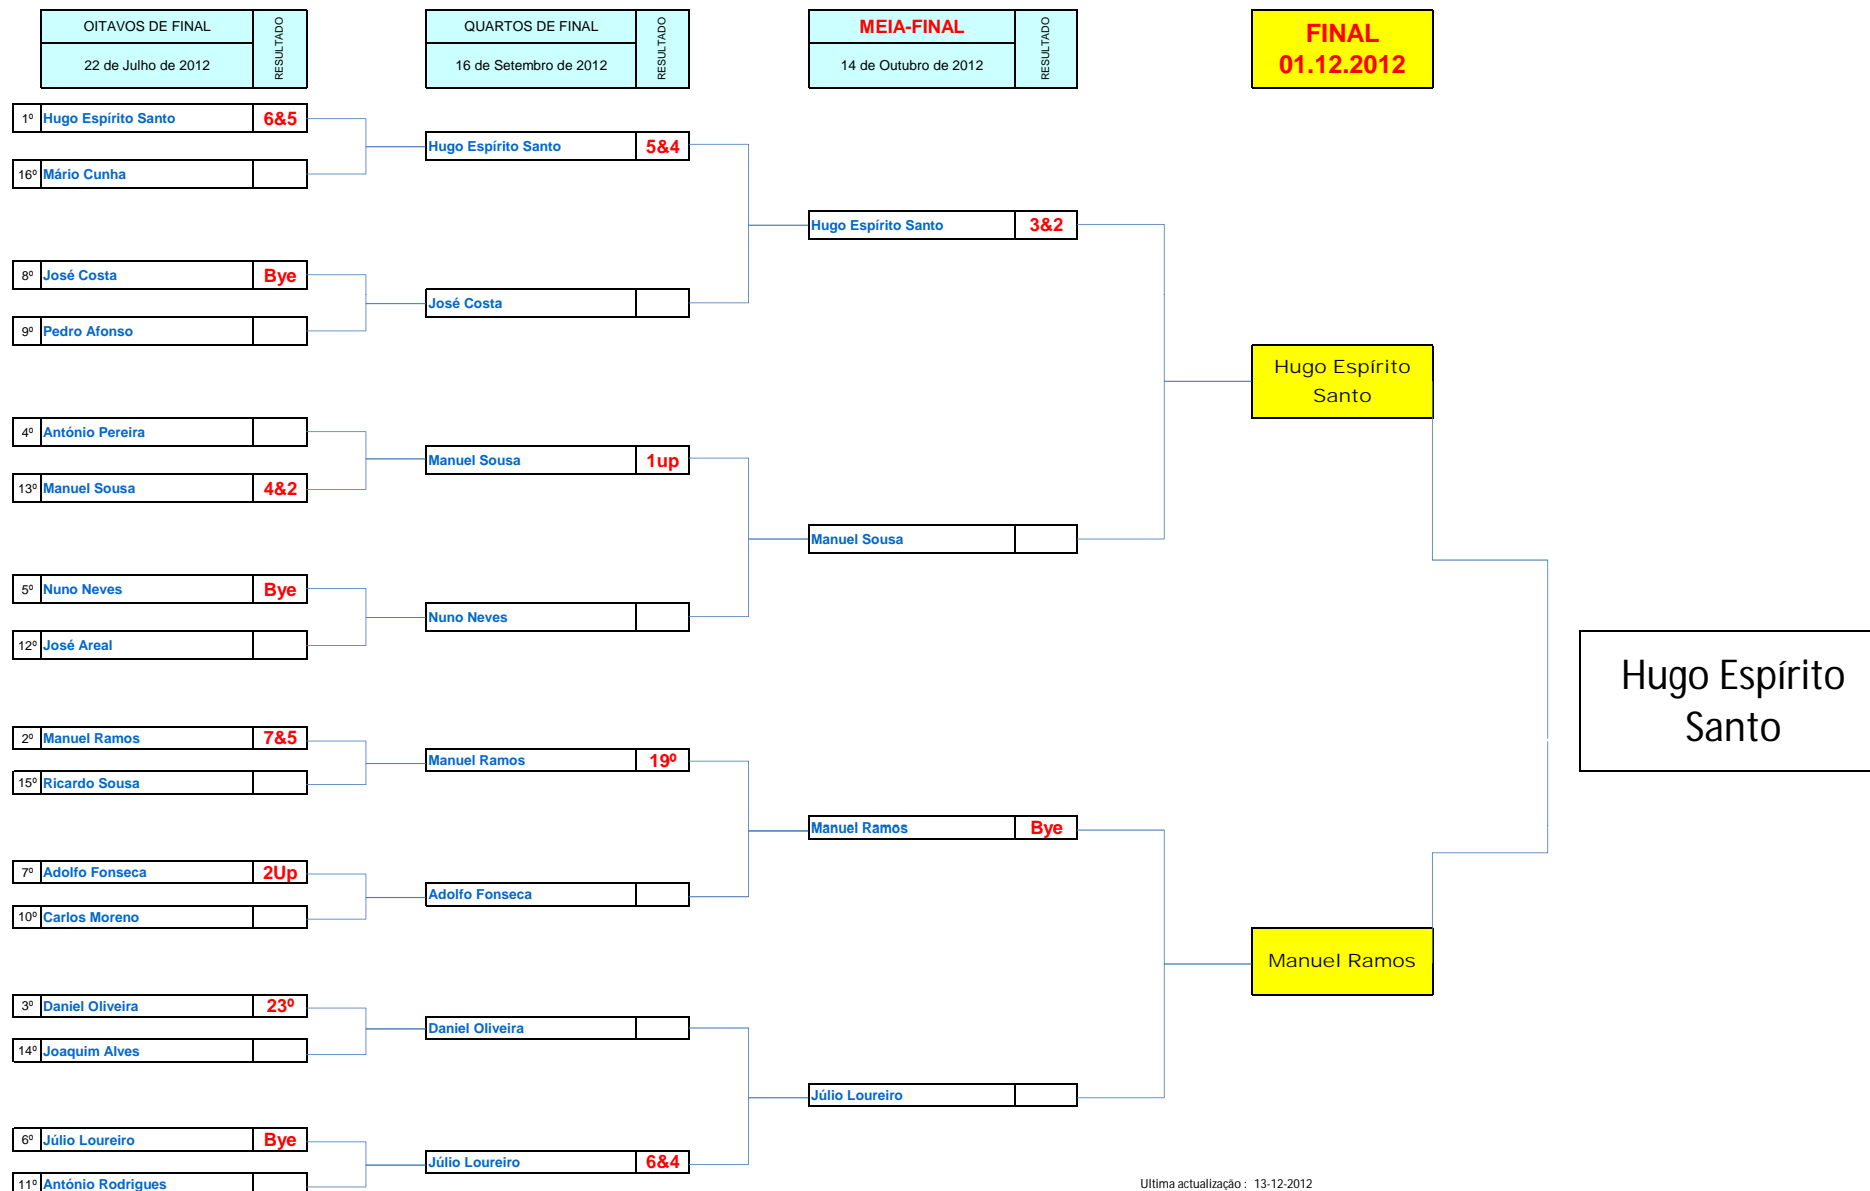 OITAVOS DE FINAL
22 de Julho de 2012
RESULTADO
QUARTOS DE FINAL
16 de Setembro de 2012
RESULTADO
MEIA-FINAL
14 de Outubro de 2012
RESULTADO
FINAL
01.12.2012
1º Hugo Espírito Santo 6&5
16º Mário Cunha
8º José Costa Bye
9º Pedro Afonso
4º António Pereira
13º Manuel Sousa 4&2
5º Nuno Neves Bye
12º José Areal
2º Manuel Ramos 7&5
15º Ricardo Sousa
7º Adolfo Fonseca 2Up
10º Carlos Moreno
3º Daniel Oliveira 23º
14º Joaquim Alves
6º Júlio Loureiro Bye
11º António Rodrigues
Hugo Espírito Santo 5&4
José Costa
Manuel Sousa 1up
Nuno Neves
Manuel Ramos 19º
Adolfo Fonseca
Daniel Oliveira
Júlio Loureiro 6&4
Hugo Espírito Santo 3&2
Manuel Sousa
Manuel Ramos Bye
Júlio Loureiro
Hugo Espírito
Santo
Manuel Ramos
Hugo Espírito
Santo
Ultima actualização : 13-12-2012